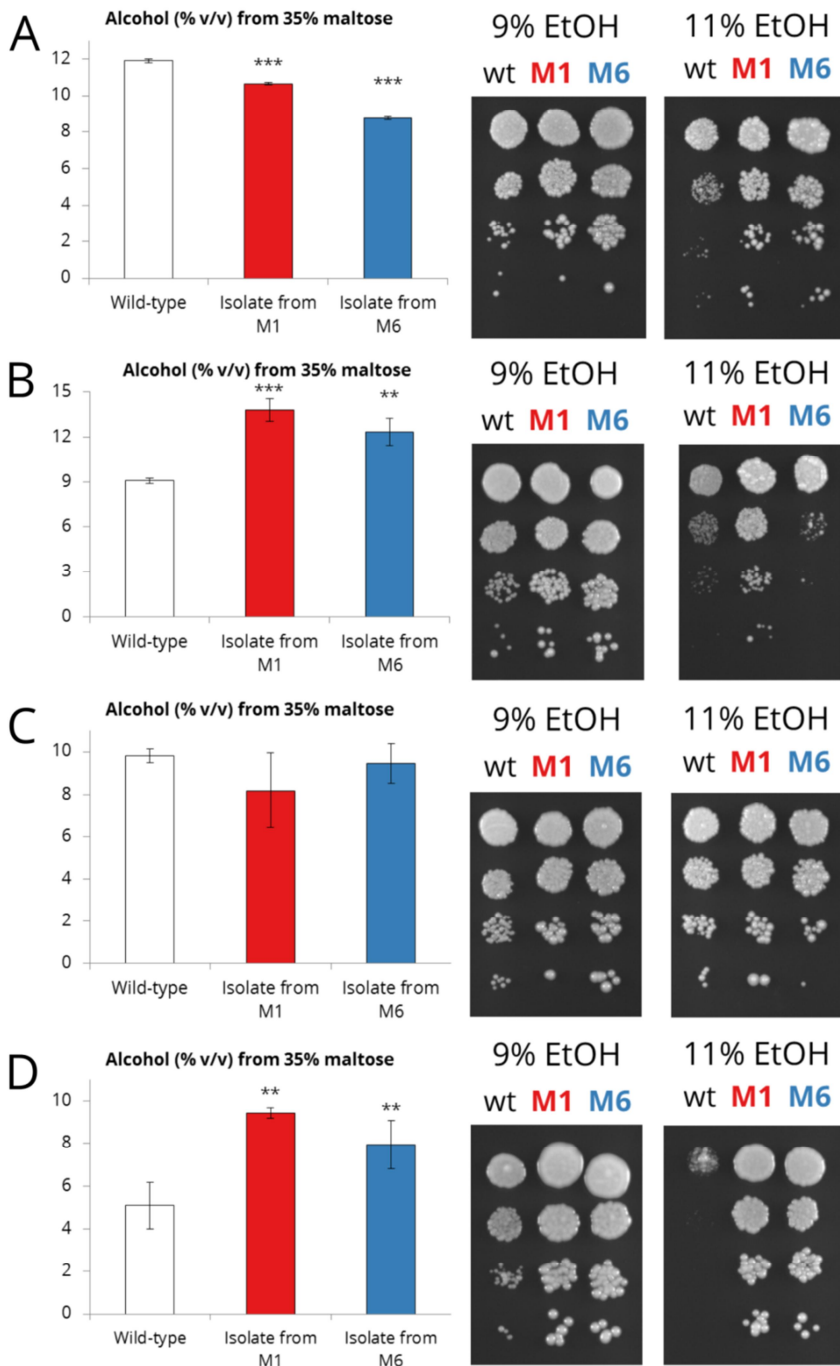 A
Alcohol (% v/v) from 35% maltose
12
10
8
6
4
2
0
***
***
Wild-type
Isolate from
M1
Isolate from
M6
9% EtOH
wt M1 M6
11% EtOH
wt M1 M6
B
Alcohol (% v/v) from 35% maltose
15
12
9
6
3
0
***
**
Wild-type
Isolate from
M1
Isolate from
M6
9% EtOH
wt M1 M6
11% EtOH
wt M1 M6
C
Alcohol (% v/v) from 35% maltose
10
8
6
4
2
0
Wild-type
Isolate from
M1
Isolate from
M6
9% EtOH
wt M1 M6
11% EtOH
wt M1 M6
D
Alcohol (% v/v) from 35% maltose
10
8
6
4
2
0
**
**
Wild-type
Isolate from
M1
Isolate from
M6
9% EtOH
wt M1 M6
11% EtOH
wt M1 M6